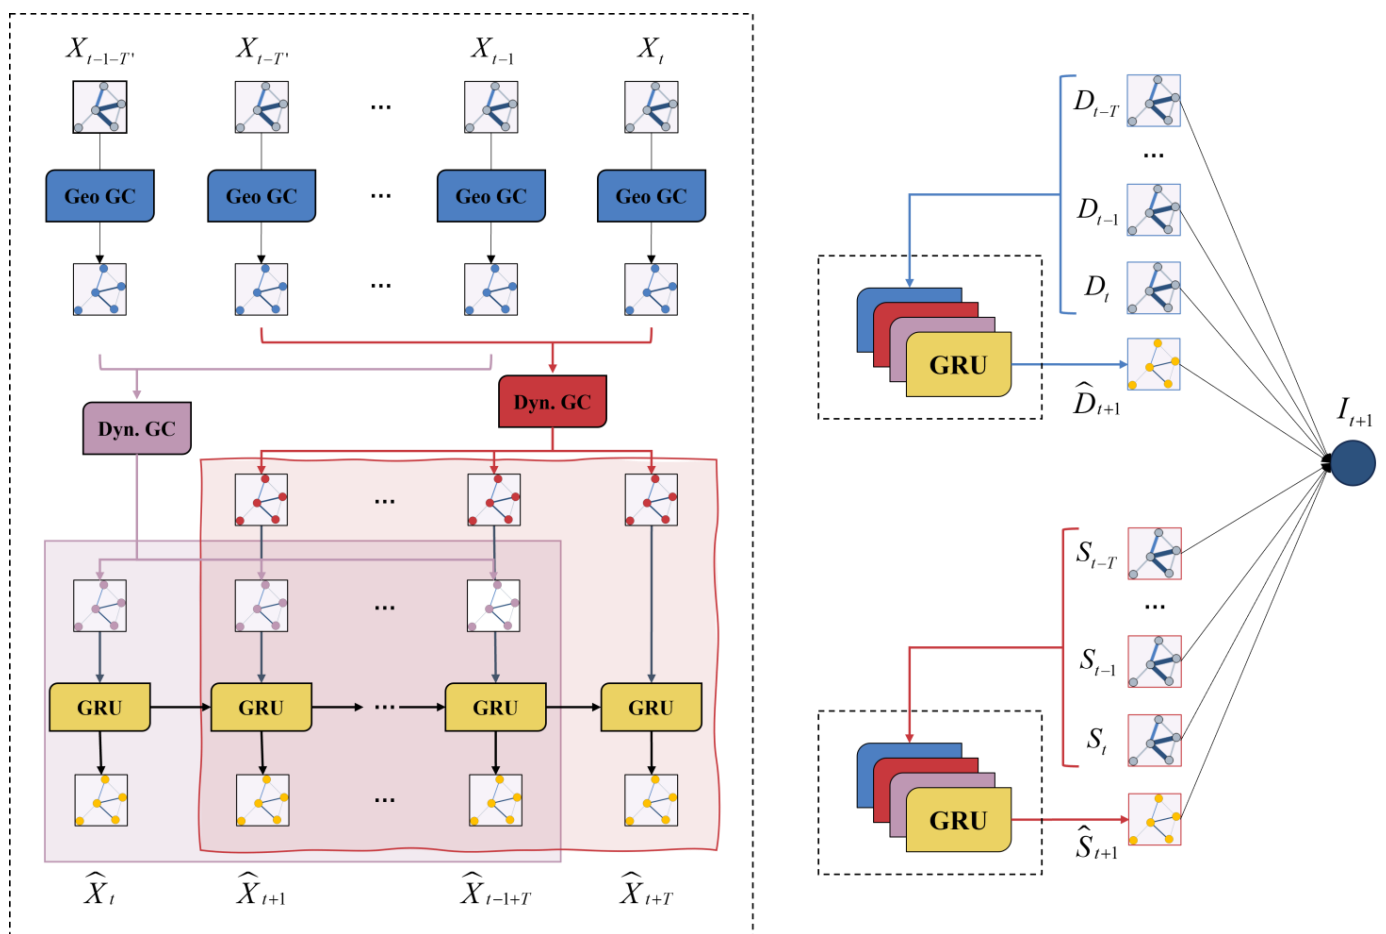 X_{t-1-T'} X_{t-T'} X_{t-1} X_t
...
Geo GC Geo GC ... Geo GC Geo GC
...
Dyn. GC Dyn. GC
...
...
GRU GRU ... GRU GRU
...
X̂_t X̂_{t+1} X̂_{t-1+T} X̂_{t+T}
D_{t-T}
...
D_{t-1}
D_t
GRU
D̂_{t+1}
I_{t+1}
S_{t-T}
...
S_{t-1}
S_t
GRU
Ŝ_{t+1}